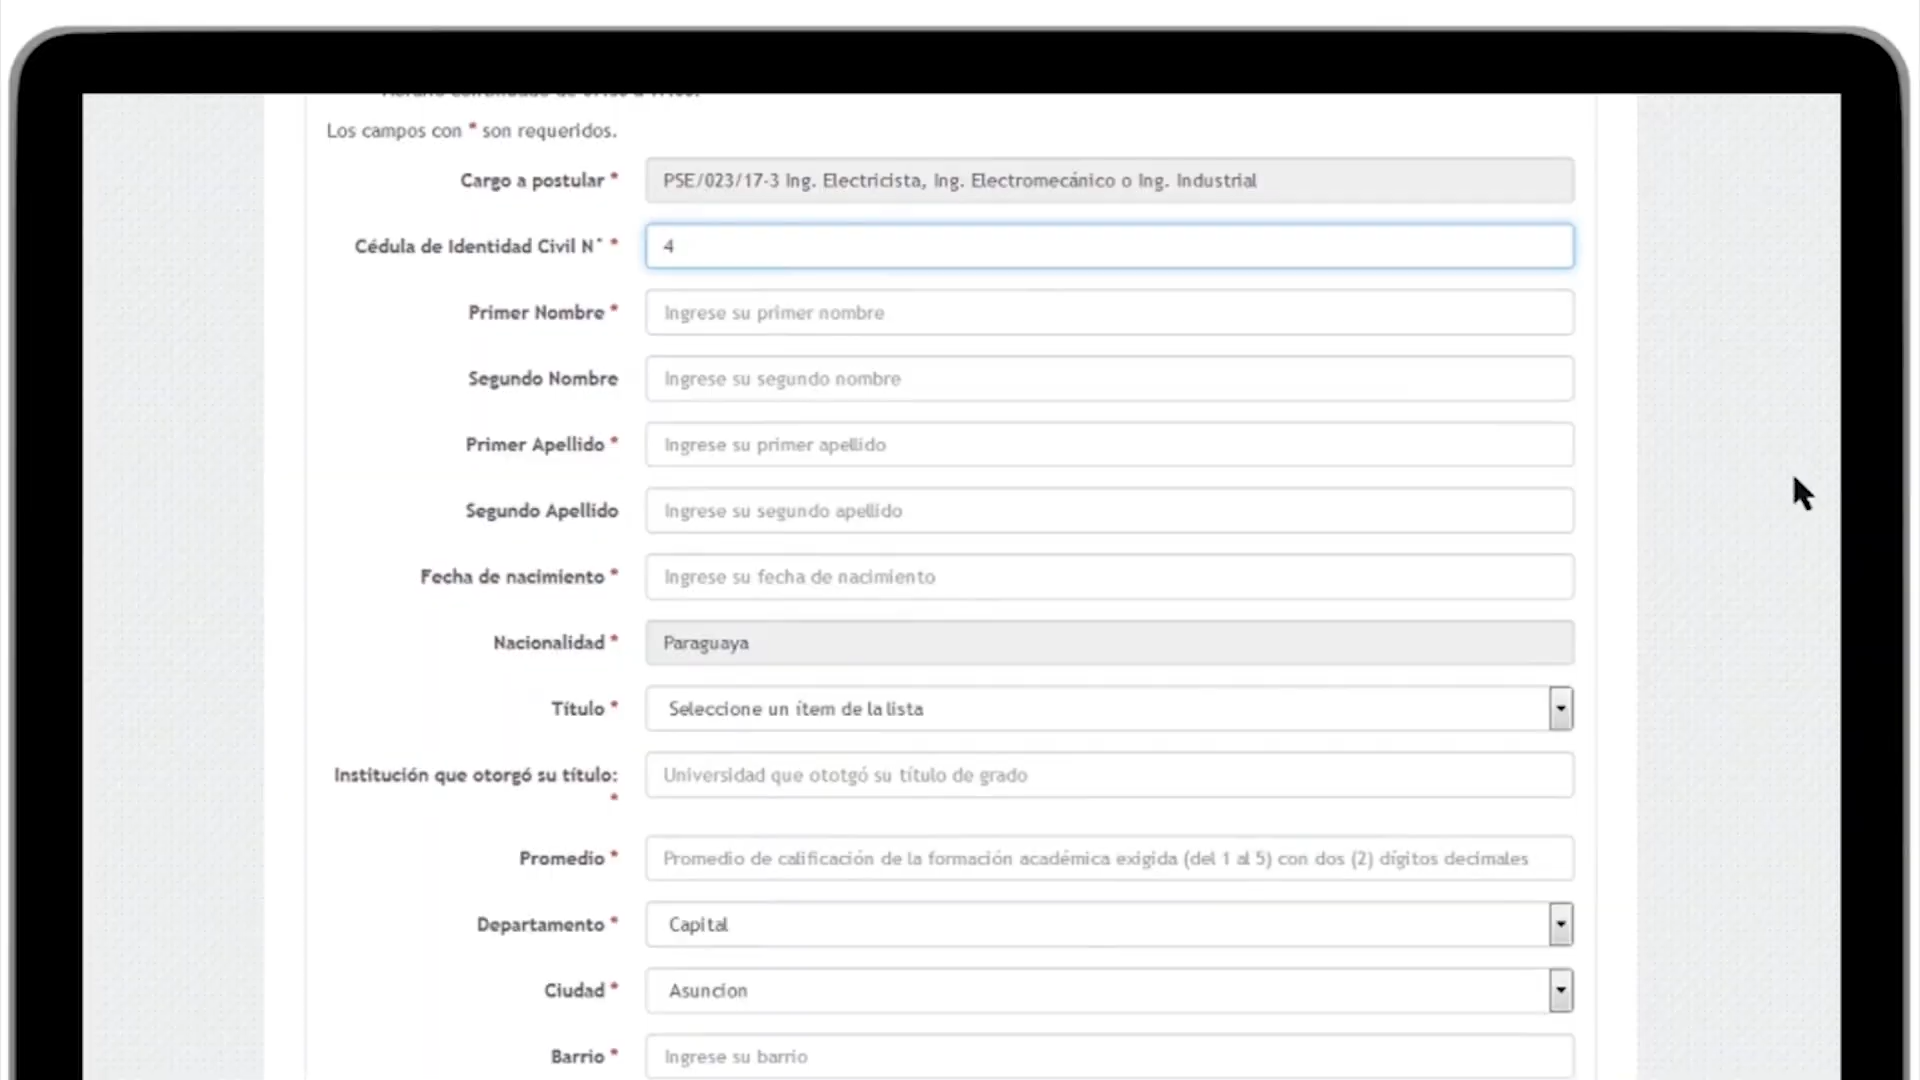 Los campos con * son requeridos.
Cargo a postular * PSE/023/17-3 Ing. Electricista, Ing. Electromecánico o Ing. Industrial
Cédula de Identidad Civil N° * 4
Primer Nombre * Ingrese su primer nombre
Segundo Nombre Ingrese su segundo nombre
Primer Apellido * Ingrese su primer apellido
Segundo Apellido Ingrese su segundo apellido
Fecha de nacimiento * Ingrese su fecha de nacimiento
Nacionalidad * Paraguaya
Título * Seleccione un ítem de la lista
Institución que otorgó su título: Universidad que ototgó su título de grado
*
Promedio * Promedio de calificación de la formación académica exigida (del 1 al 5) con dos (2) dígitos decimales
Departamento * Capital
Ciudad * Asuncion
Barrio * Ingrese su barrio